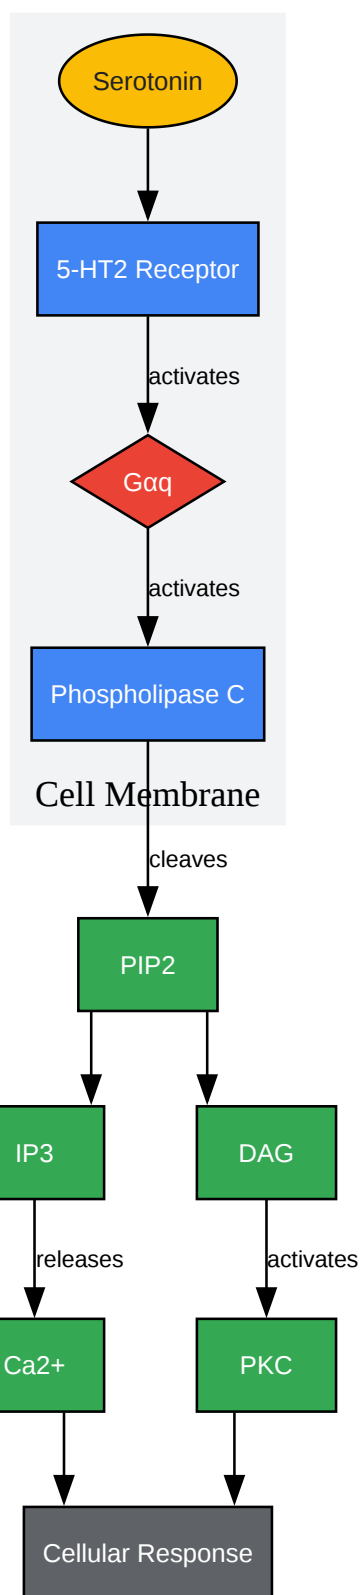 Serotonin
5-HT2 Receptor
activates
Gαq
activates
Phospholipase C
Cell Membrane
cleaves
PIP2
IP3
DAG
releases
activates
Ca2+
PKC
Cellular Response